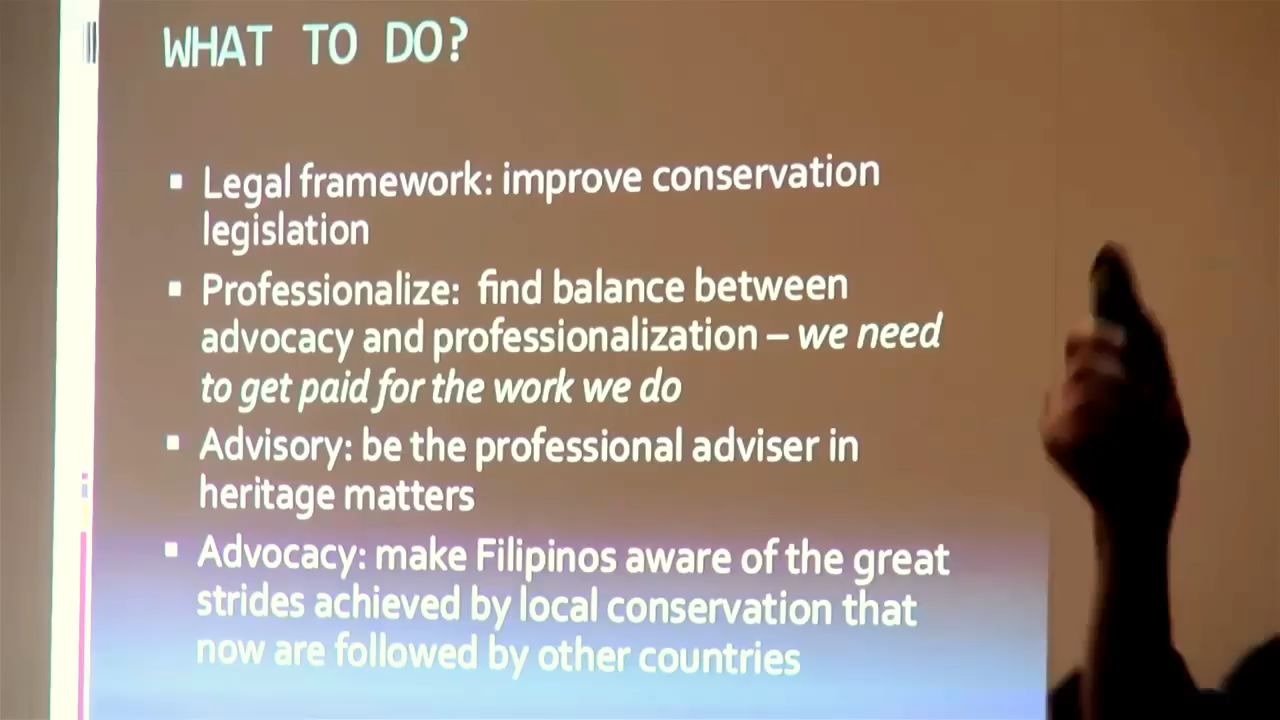 WHAT TO DO?
▪ Legal framework: improve conservation
legislation
▪ Professionalize:  find balance between
advocacy and professionalization – we need
to get paid for the work we do
▪ Advisory: be the professional adviser in
heritage matters
▪ Advocacy: make Filipinos aware of the great
strides achieved by local conservation that
now are followed by other countries